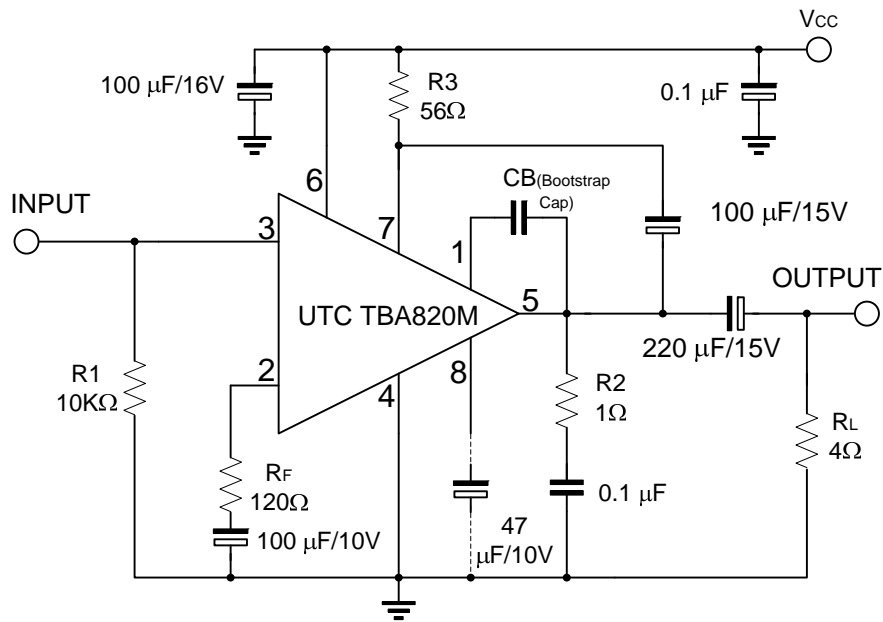 Vcc
100 μF/16V
R3
56Ω
0.1 μF
6
7
CB(Bootstrap
Cap)
INPUT
3
1
100 μF/15V
OUTPUT
5
UTC TBA820M
220 μF/15V
2
4
8
R1
10KΩ
R2
1Ω
RL
4Ω
RF
120Ω
0.1 μF
100 μF/10V
47
μF/10V